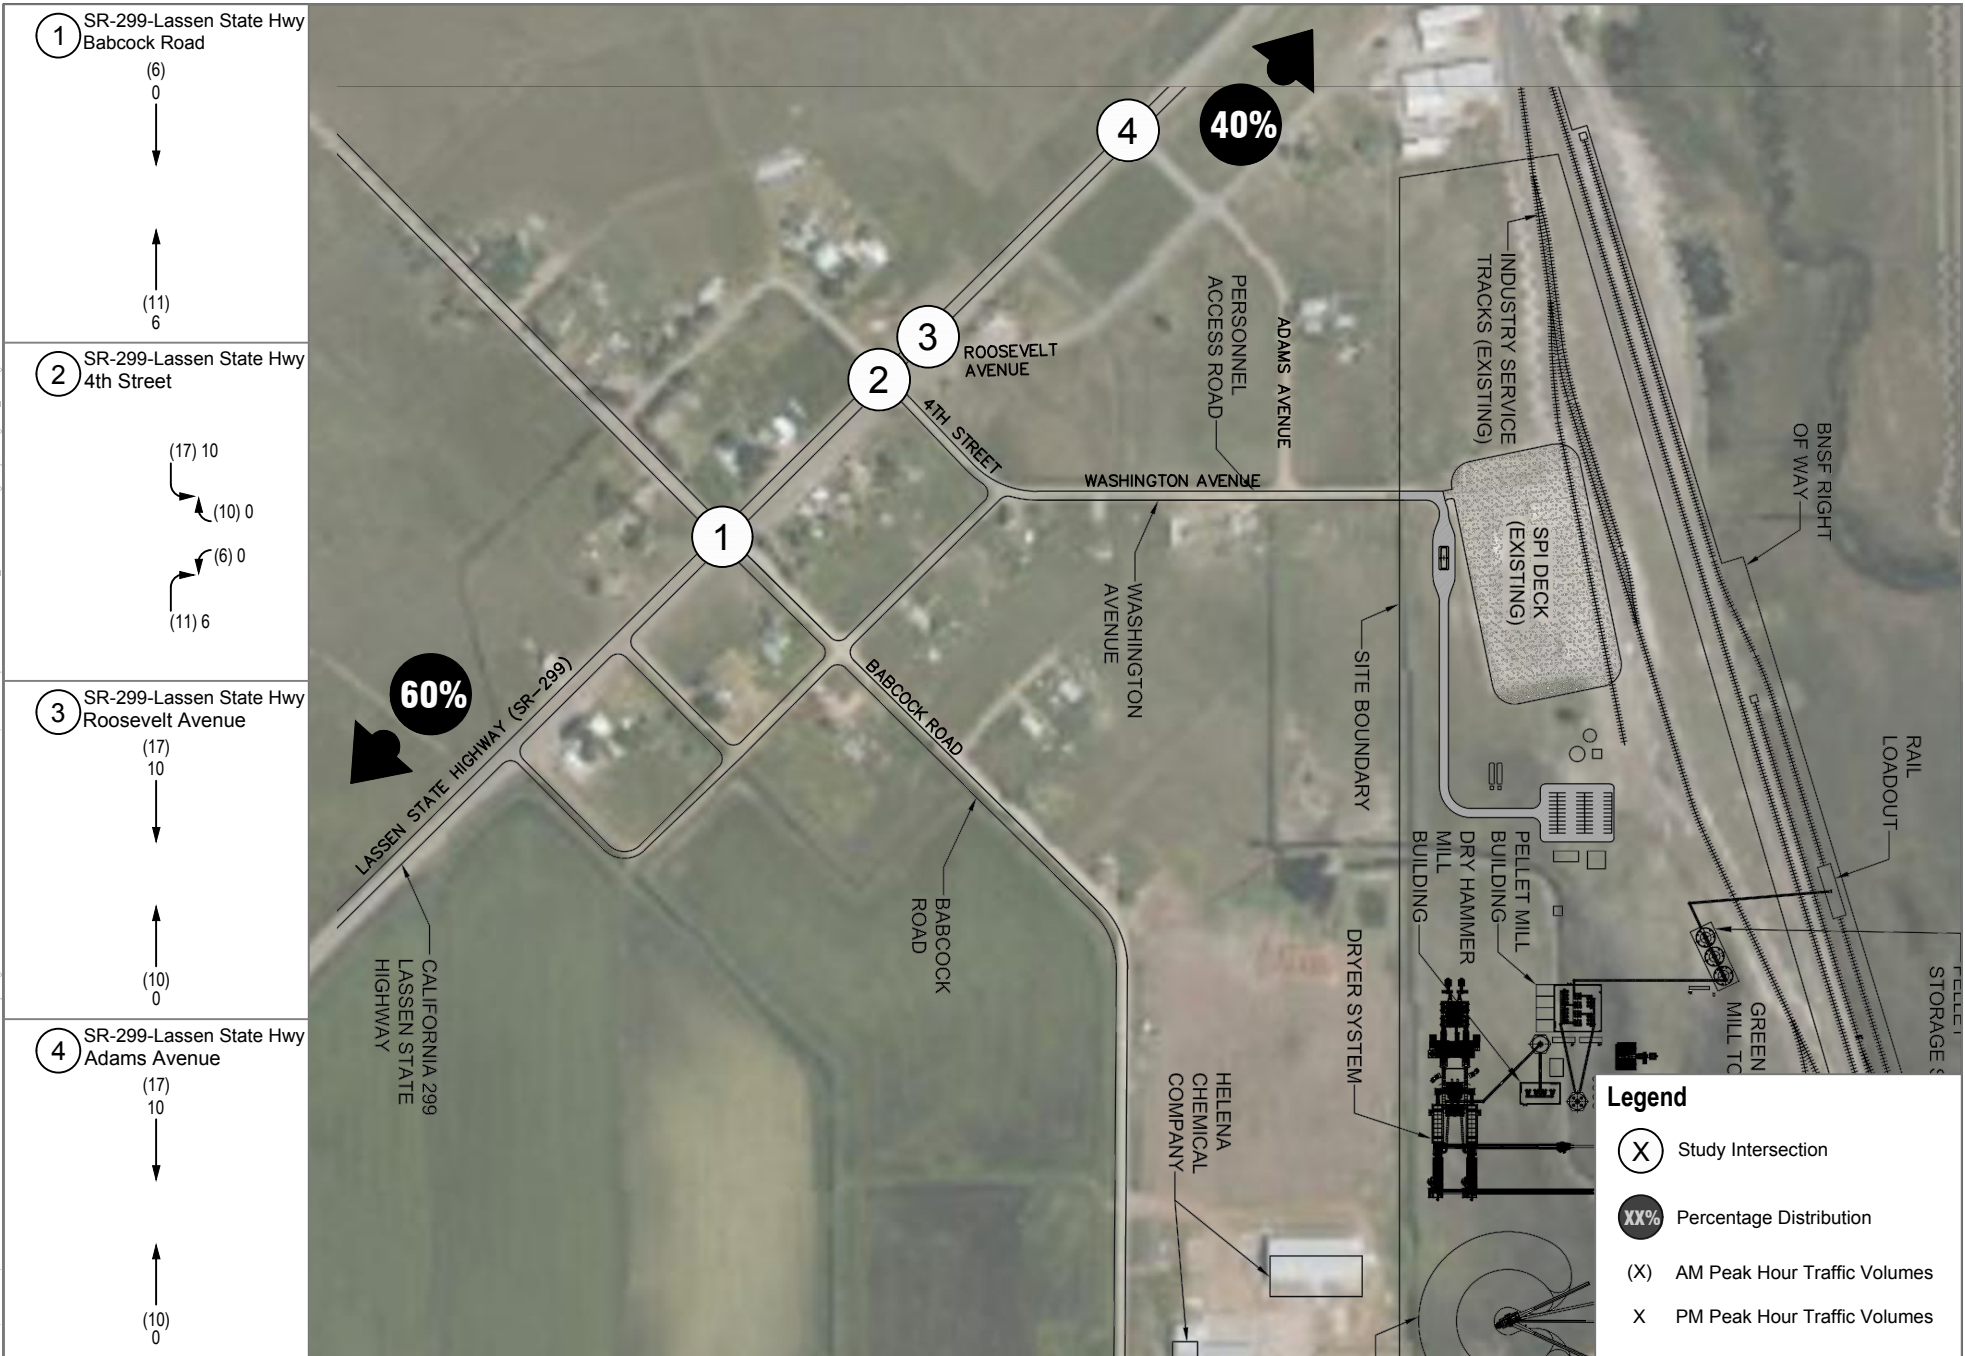 1
SR-299-Lassen State Hwy
Babcock Road
(6)
0
(11)
6
2
SR-299-Lassen State Hwy
4th Street
(17) 10
(10) 0
(6) 0
(11) 6
3
SR-299-Lassen State Hwy
Roosevelt Avenue
(17)
10
(10)
0
4
SR-299-Lassen State Hwy
Adams Avenue
(17)
10
(10)
0
4
40%
3
ROOSEVELT
AVENUE
2
4TH STREET
1
PERSONNEL
ACCESS ROAD
ADAMS AVENUE
WASHINGTON AVENUE
WASHINGTON
AVENUE
INDUSTRY SERVICE
TRACKS (EXISTING)
BNSF RIGHT
OF WAY
SPI DECK
(EXISTING)
SITE BOUNDARY
60%
LASSEN STATE HIGHWAY (SR-299)
BABCOCK ROAD
BABCOCK
ROAD
CALIFORNIA 299
LASSEN STATE
HIGHWAY
RAIL
LOADOUT
PELLET MILL
BUILDING
DRY HAMMER
MILL
BUILDING
DRYER SYSTEM
STORAGE
GREEN
MILL
HELENA
CHEMICAL
COMPANY
Legend
X Study Intersection
XX% Percentage Distribution
(X) AM Peak Hour Traffic Volumes
X PM Peak Hour Traffic Volumes